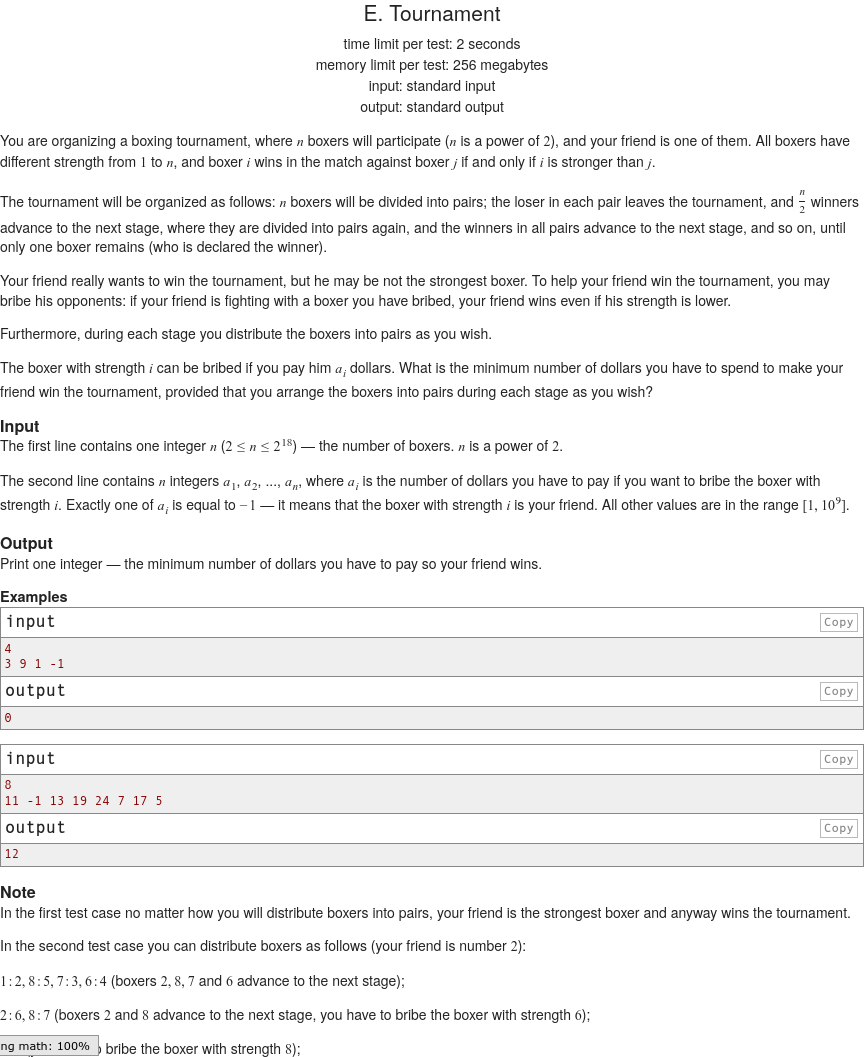 E. Tournament
time limit per test: 2 seconds
memory limit per test: 256 megabytes
input: standard input
output: standard output
You are organizing a boxing tournament, where n boxers will participate (n is a power of 2), and your friend is one of them. All boxers have
different strength from 1 to n, and boxer i wins in the match against boxer j if and only if i is stronger than j.
The tournament will be organized as follows: n boxers will be divided into pairs; the loser in each pair leaves the tournament, and n/2 winners
advance to the next stage, where they are divided into pairs again, and the winners in all pairs advance to the next stage, and so on, until
only one boxer remains (who is declared the winner).
Your friend really wants to win the tournament, but he may be not the strongest boxer. To help your friend win the tournament, you may
bribe his opponents: if your friend is fighting with a boxer you have bribed, your friend wins even if his strength is lower.
Furthermore, during each stage you distribute the boxers into pairs as you wish.
The boxer with strength i can be bribed if you pay him a_i dollars. What is the minimum number of dollars you have to spend to make your
friend win the tournament, provided that you arrange the boxers into pairs during each stage as you wish?
Input
The first line contains one integer n (2 ≤ n ≤ 2^18) — the number of boxers. n is a power of 2.
The second line contains n integers a_1, a_2, ..., a_n, where a_i is the number of dollars you have to pay if you want to bribe the boxer with
strength i. Exactly one of a_i is equal to −1 — it means that the boxer with strength i is your friend. All other values are in the range [1, 10^9].
Output
Print one integer — the minimum number of dollars you have to pay so your friend wins.
Examples
input Copy
4
3 9 1 -1
output Copy
0
input Copy
8
11 -1 13 19 24 7 17 5
output Copy
12
Note
In the first test case no matter how you will distribute boxers into pairs, your friend is the strongest boxer and anyway wins the tournament.
In the second test case you can distribute boxers as follows (your friend is number 2):
1 : 2, 8 : 5, 7 : 3, 6 : 4 (boxers 2, 8, 7 and 6 advance to the next stage);
2 : 6, 8 : 7 (boxers 2 and 8 advance to the next stage, you have to bribe the boxer with strength 6);
ng math: 100% bribe the boxer with strength 8);